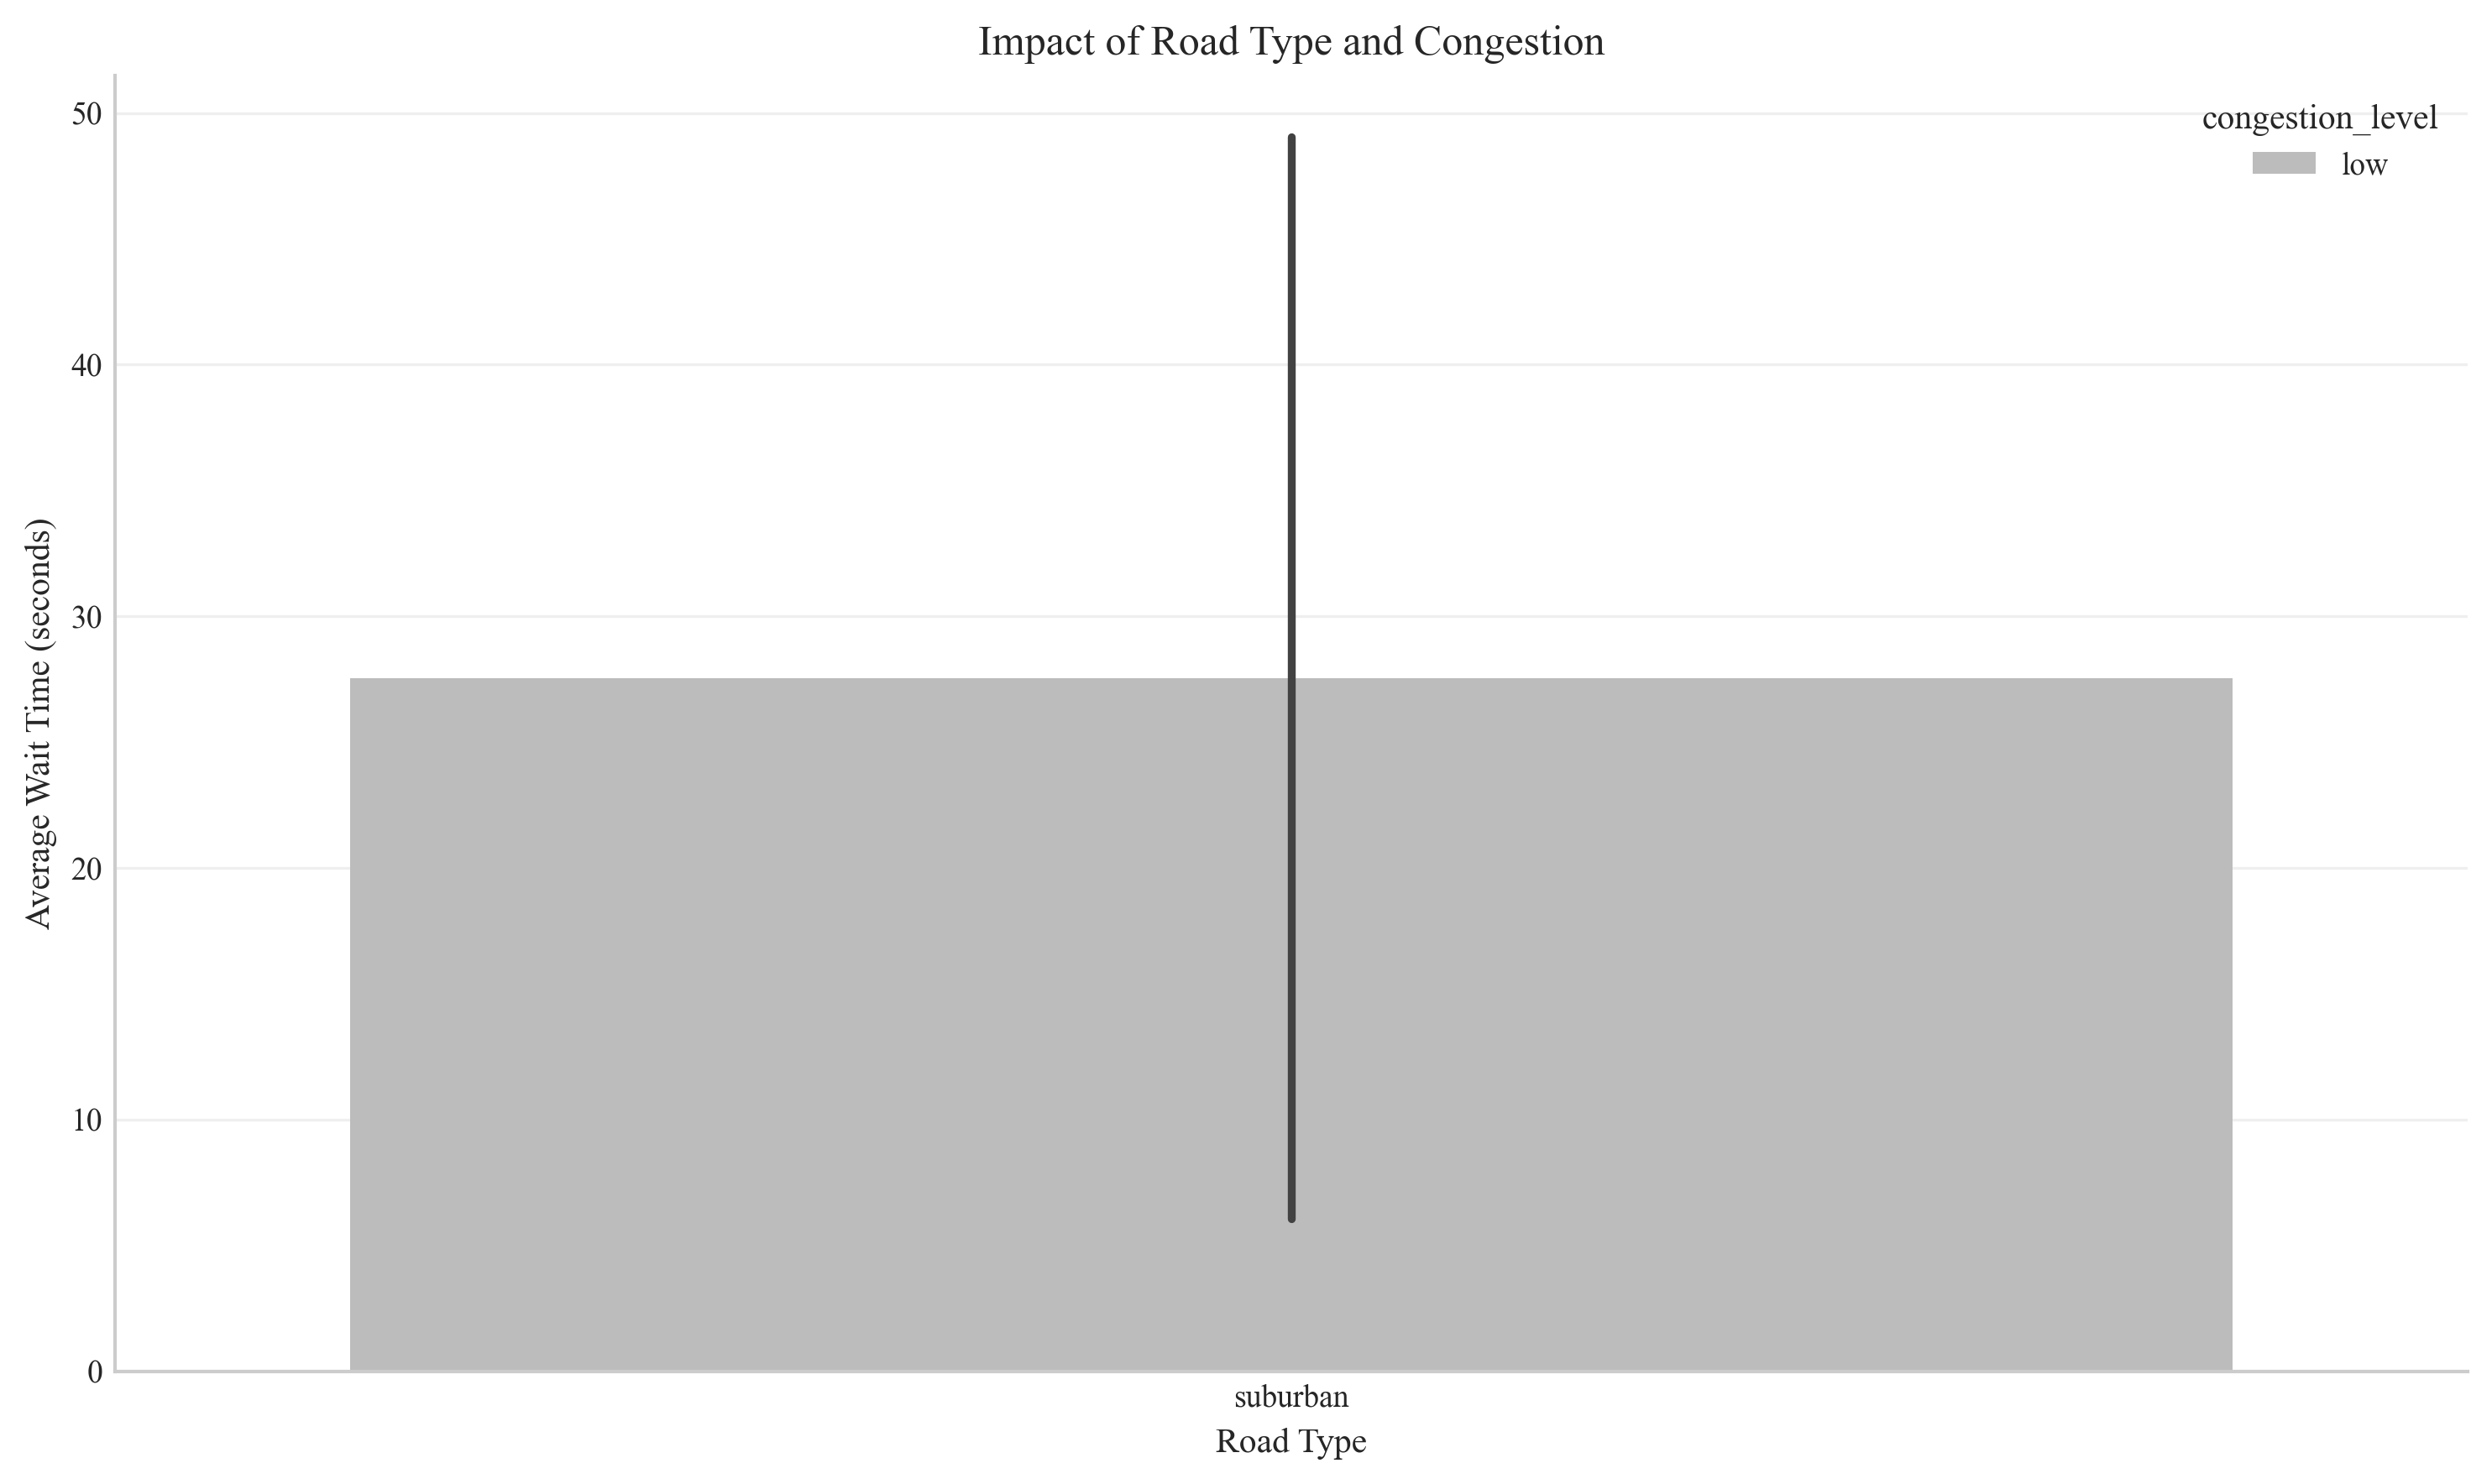 Impact of Road Type and Congestion
congestion_level
low
Average Wait Time (seconds)
50
40
30
20
10
0
suburban
Road Type